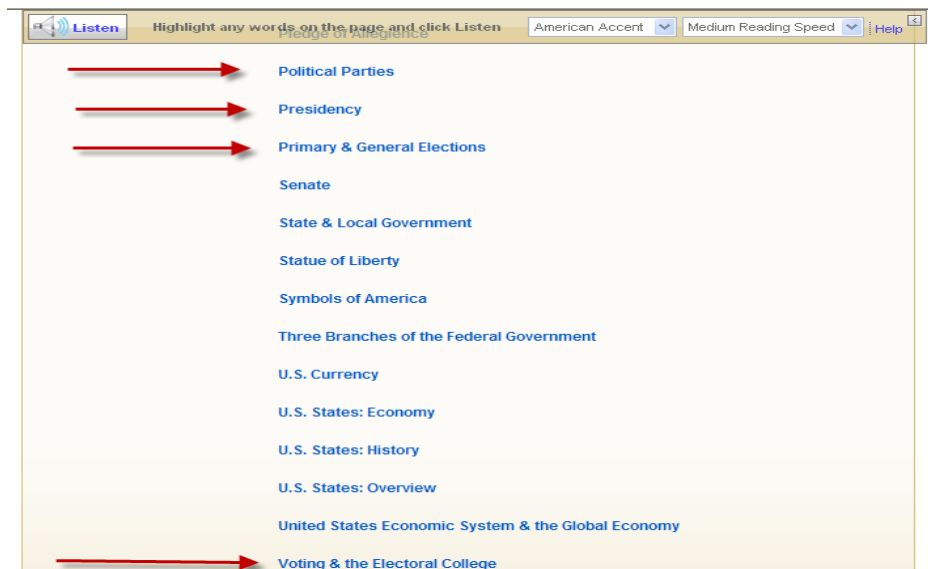 Listen Highlight any words on the page and click Listen American Accent Medium Reading Speed Help
Pledge of Allegience
Political Parties
Presidency
Primary & General Elections
Senate
State & Local Government
Statue of Liberty
Symbols of America
Three Branches of the Federal Government
U.S. Currency
U.S. States: Economy
U.S. States: History
U.S. States: Overview
United States Economic System & the Global Economy
Voting & the Electoral College